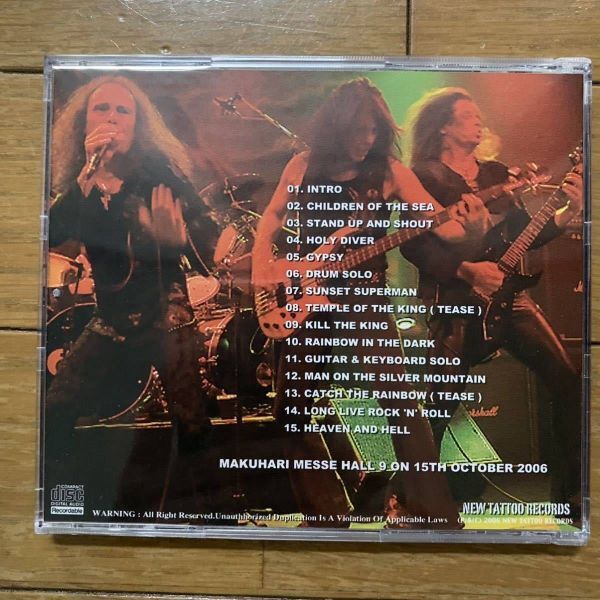 01. INTRO
02. CHILDREN OF THE SEA
03. STAND UP AND SHOUT
04. HOLY DIVER
05. GYPSY
06. DRUM SOLO
07. SUNSET SUPERMAN
08. TEMPLE OF THE KING ( TEASE )
09. KILL THE KING
10. RAINBOW IN THE DARK
11. GUITAR & KEYBOARD SOLO
12. MAN ON THE SILVER MOUNTAIN
13. CATCH THE RAINBOW ( TEASE )
14. LONG LIVE ROCK 'N' ROLL
15. HEAVEN AND HELL
Marshall
MAKUHARI MESSE HALL 9 ON 15TH OCTOBER 2006
COMPACT
disc
DIGITAL AUDIO
Recordable
NEW TATTOO RECORDS
WARNING : All Right Reserved.Unauthorized Duplication Is A Violation Of Applicable Laws
(P)&(C) 2006 NEW TATTOO RECORDS